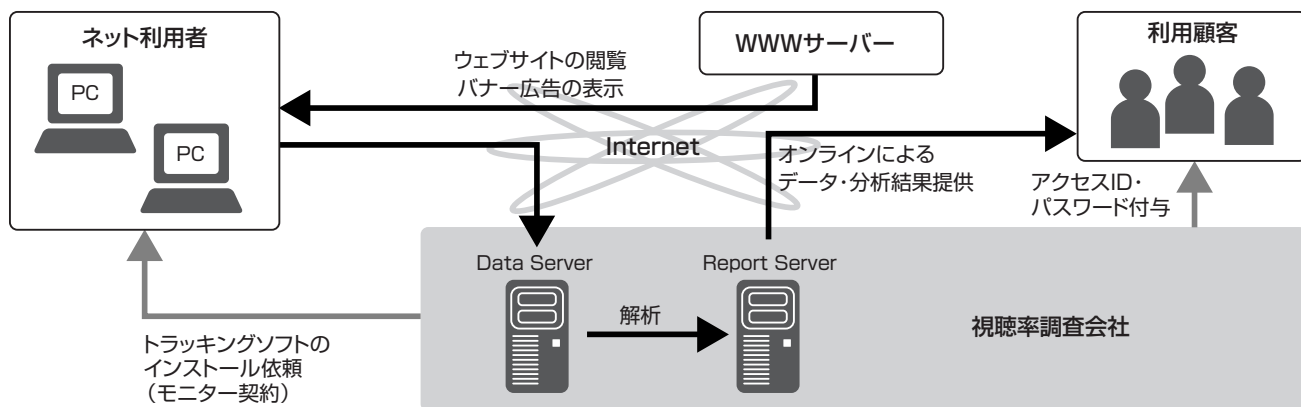 ネット利用者
PC
PC
ウェブサイトの閲覧
バナー広告の表示
WWWサーバー
利用顧客
Internet
オンラインによる
データ・分析結果提供
アクセスID・
パスワード付与
Data Server
Report Server
解析
視聴率調査会社
トラッキングソフトの
インストール依頼
（モニター契約）